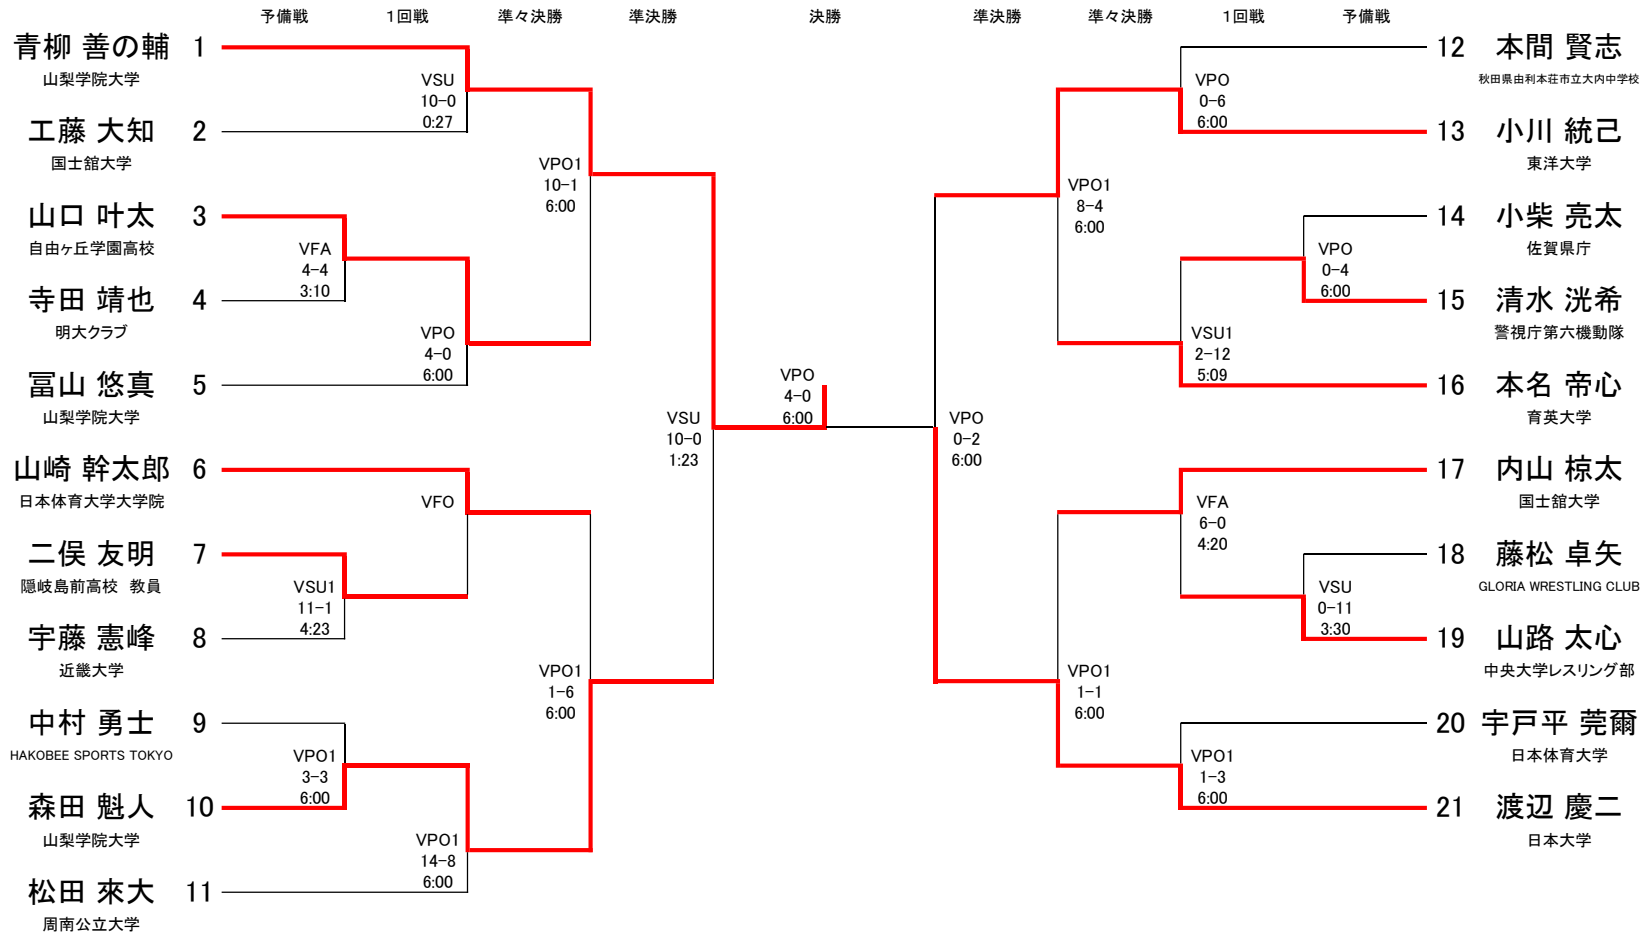 予備戦 1回戦 準々決勝 準決勝 決勝 準決勝 準々決勝 1回戦 予備戦
青柳 善の輔 1
山梨学院大学
VSU
10-0
0:27
工藤 大知 2
国士舘大学
VPO1
10-1
6:00
山口 叶太 3
自由ヶ丘学園高校
VFA
4-4
3:10
寺田 靖也 4
明大クラブ
VPO
4-0
6:00
冨山 悠真 5
山梨学院大学
VSU
10-0
1:23
山崎 幹太郎 6
日本体育大学大学院
VFO
二俣 友明 7
隠岐島前高校 教員
VSU1
11-1
4:23
宇藤 憲峰 8
近畿大学
VPO1
1-6
6:00
中村 勇士 9
HAKOBEE SPORTS TOKYO
VPO1
3-3
6:00
森田 魁人 10
山梨学院大学
VPO1
14-8
6:00
松田 來大 11
周南公立大学
VPO
4-0
6:00
12 本間 賢志
秋田県由利本荘市立大内中学校
VPO
0-6
6:00
13 小川 統己
東洋大学
VPO1
8-4
6:00
14 小柴 亮太
佐賀県庁
VPO
0-4
6:00
15 清水 洸希
警視庁第六機動隊
VSU1
2-12
5:09
16 本名 帝心
育英大学
VPO
0-2
6:00
17 内山 椋太
国士舘大学
VFA
6-0
4:20
18 藤松 卓矢
GLORIA WRESTLING CLUB
VSU
0-11
3:30
19 山路 太心
中央大学レスリング部
VPO1
1-1
6:00
20 宇戸平 莞爾
日本体育大学
VPO1
1-3
6:00
21 渡辺 慶二
日本大学